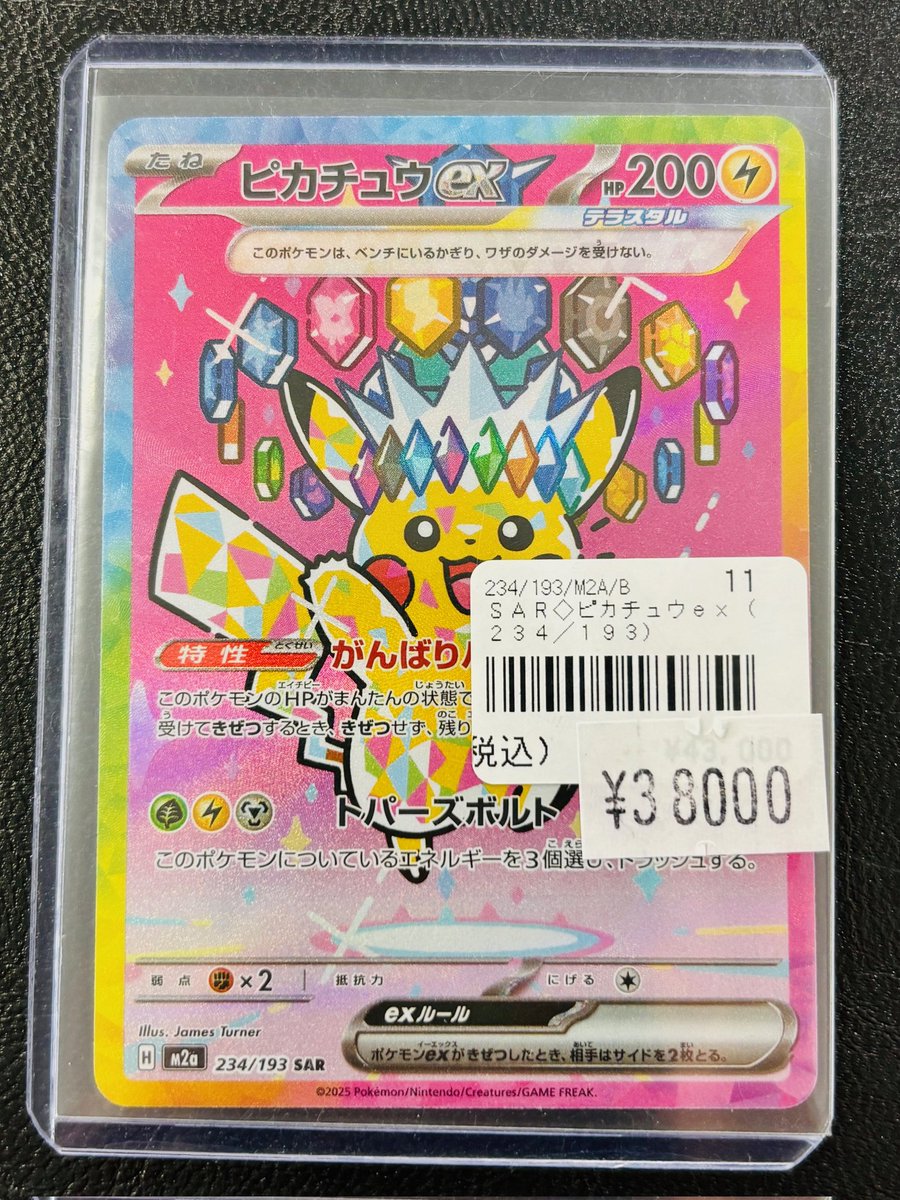 たね
ピカチュウex
HP 200
テラスタル
このポケモンは、ベンチにいるかぎり、ワザのダメージを受けない。
234/193/M2A/B 11
SAR◇ピカチュウex(
234/193)
税込)
¥43,000
¥38000
特性
とくせい
がんばり
このポケモンのHPがまんたんの状態で
受けてきぜつするとき、きぜつせず、残り
トパーズボルト
このポケモンについているエネルギーを3個選び、トラッシュする。
弱点 ×2 抵抗力 にげる
Illus. James Turner
exルール
ポケモンexがきぜつしたとき、相手はサイドを2枚とる。
H M2a 234/193 SAR
©2025 Pokémon/Nintendo/Creatures/GAME FREAK.